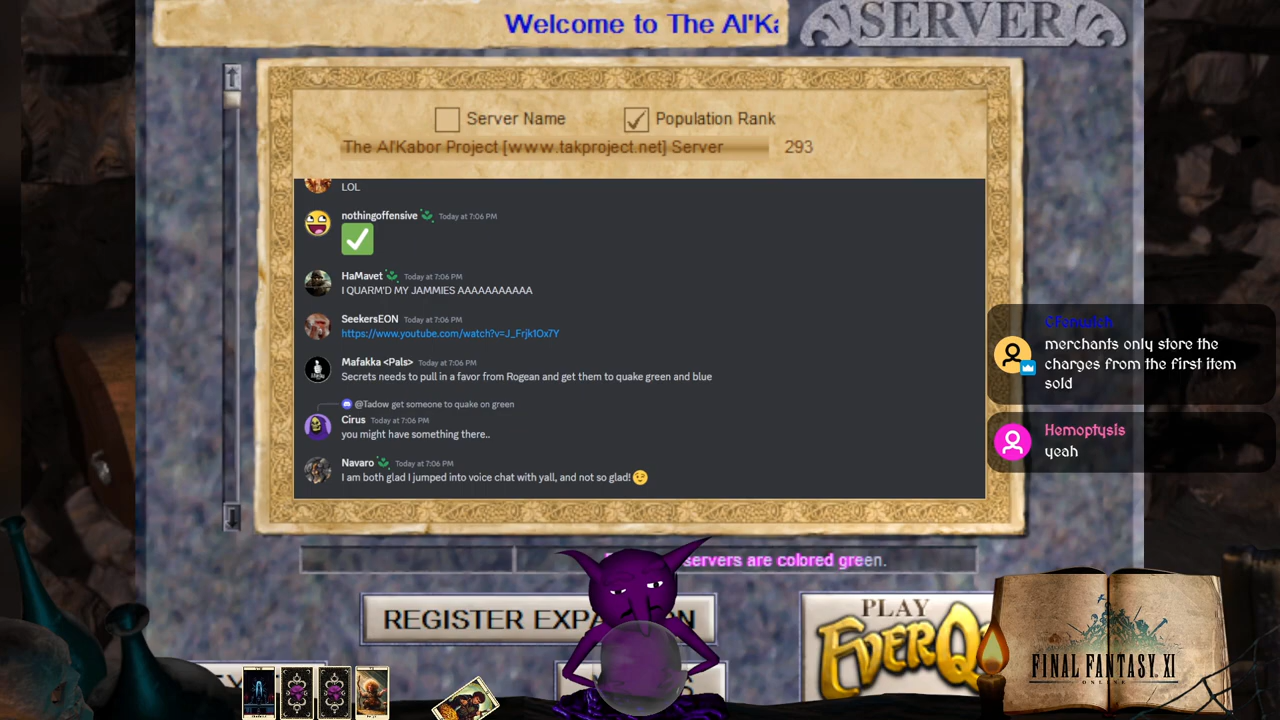 Welcome to The Al'Ka
SERVER
Server Name
Population Rank
The Al'Kabor Project [www.takproject.net] Server 293
LOL
nothingoffensive Today at 7:06 PM
HaMavet Today at 7:06 PM
I QUARM'D MY JAMMIES AAAAAAAAAAA
SeekersEON Today at 7:06 PM
https://www.youtube.com/watch?v=J_Frjk1Ox7Y
Mafakka <Pals> Today at 7:06 PM
Secrets needs to pull in a favor from Rogean and get them to quake green and blue
@Tadow get someone to quake on green
Cirus Today at 7:06 PM
you might have something there..
Navaro Today at 7:06 PM
I am both glad I jumped into voice chat with yall, and not so glad!
merchants only store the
charges from the first item
sold
Hemoptysis
yeah
servers are colored green.
REGISTER EXPA N
PLAY
EVERQ
FINAL FANTASY XI
ONLINE